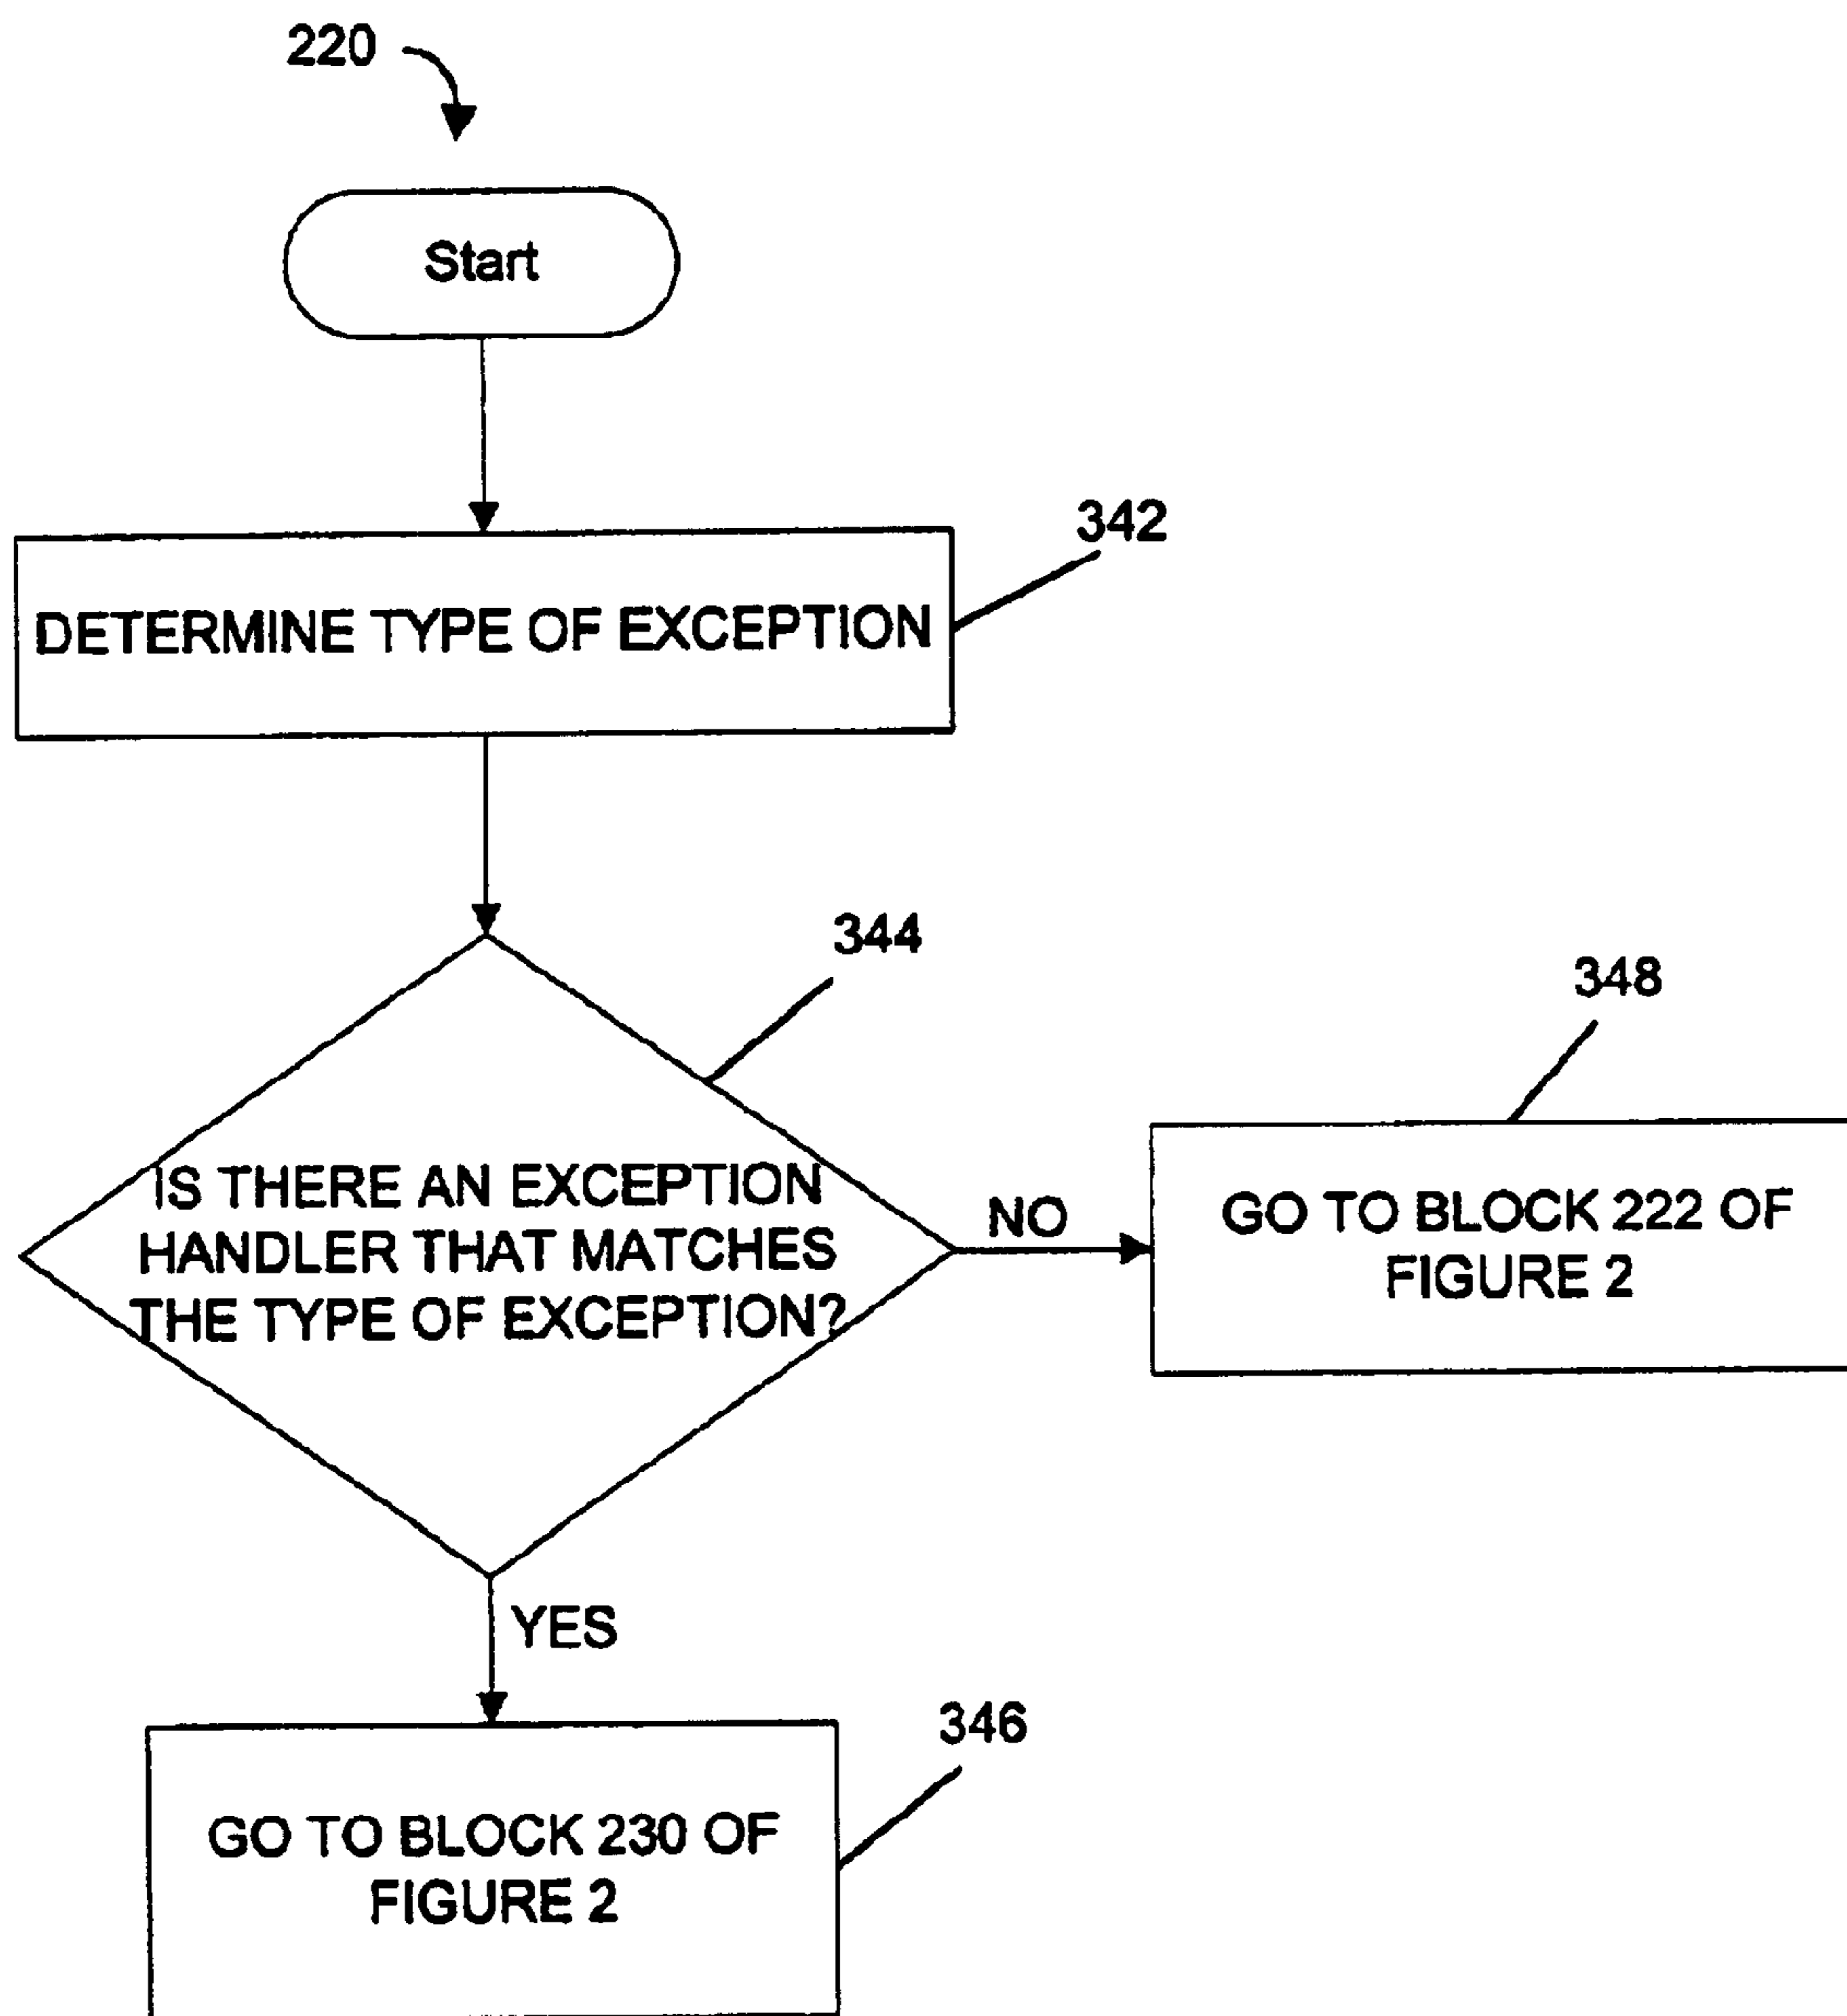 220
Start
342
DETERMINE TYPE OF EXCEPTION
344
348
IS THERE AN EXCEPTION
HANDLER THAT MATCHES
THE TYPE OF EXCEPTION?
NO
GO TO BLOCK 222 OF
FIGURE 2
YES
346
GO TO BLOCK 230 OF
FIGURE 2